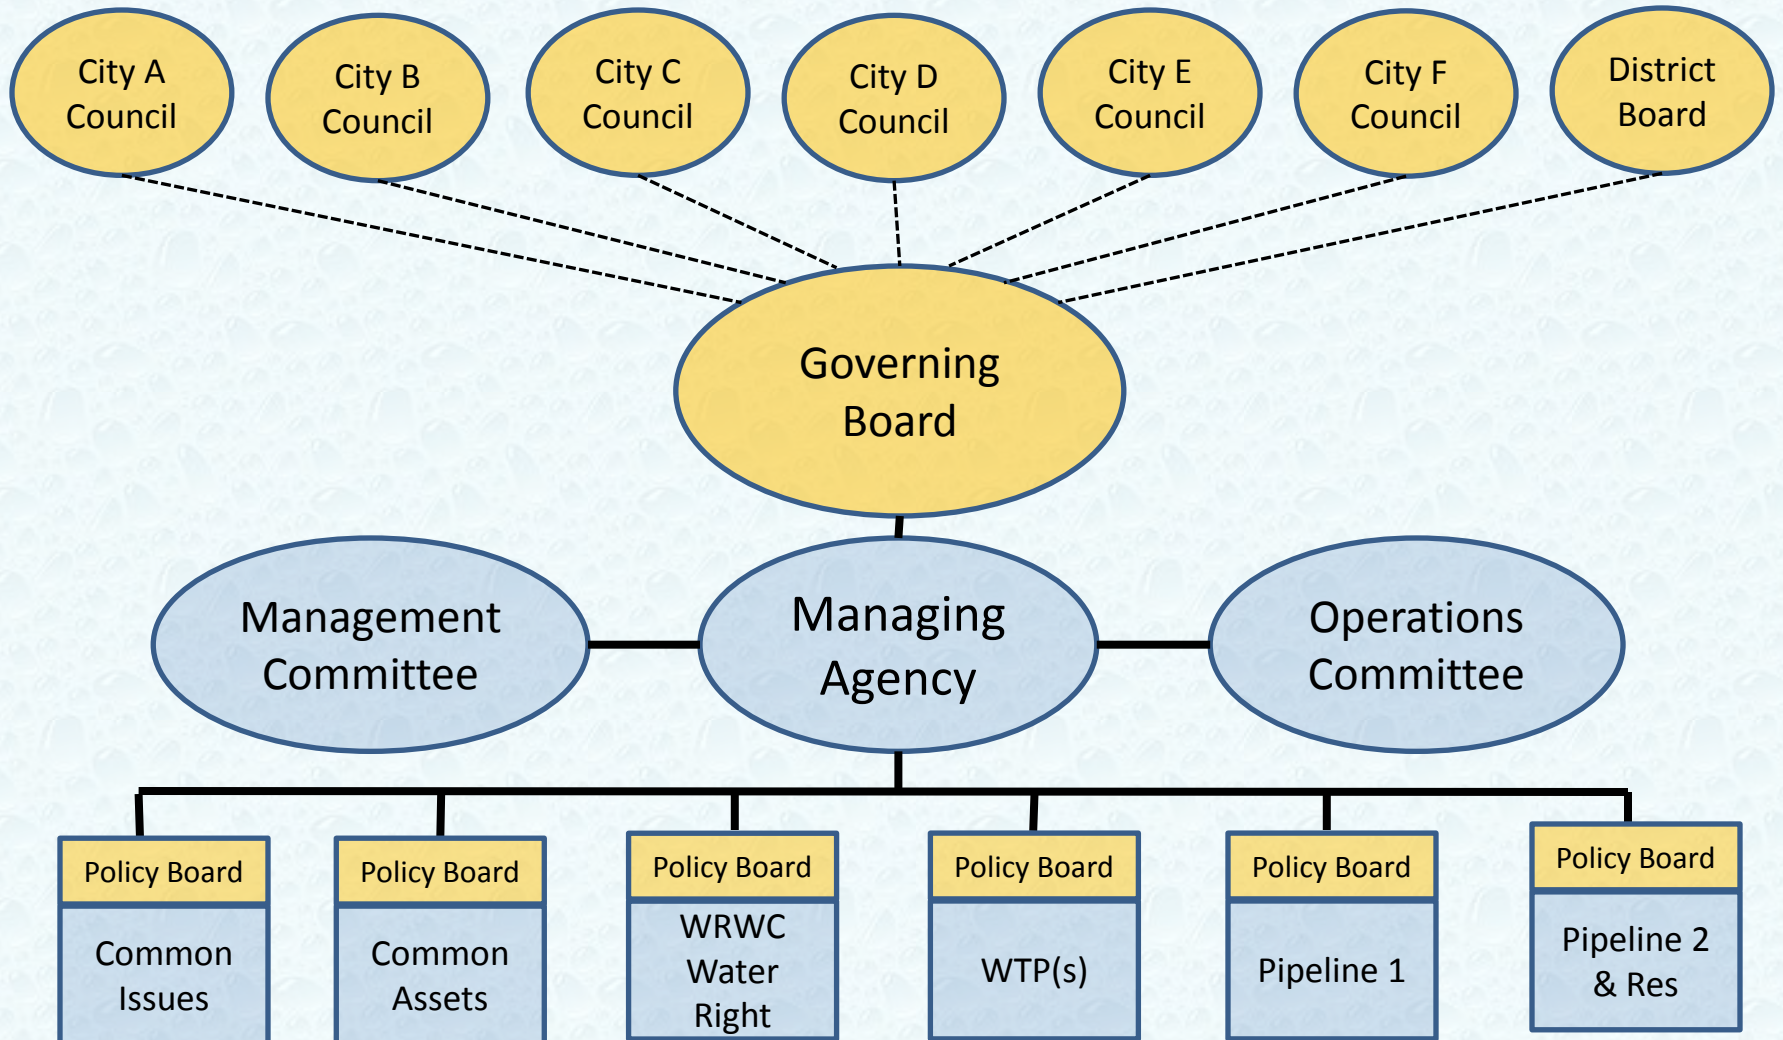 City A
Council
City B
Council
City C
Council
City D
Council
City E
Council
City F
Council
District
Board
Governing
Board
Management
Committee
Managing
Agency
Operations
Committee
Policy Board
Common
Issues
Policy Board
Common
Assets
Policy Board
WRWC
Water
Right
Policy Board
WTP(s)
Policy Board
Pipeline 1
Policy Board
Pipeline 2
& Res